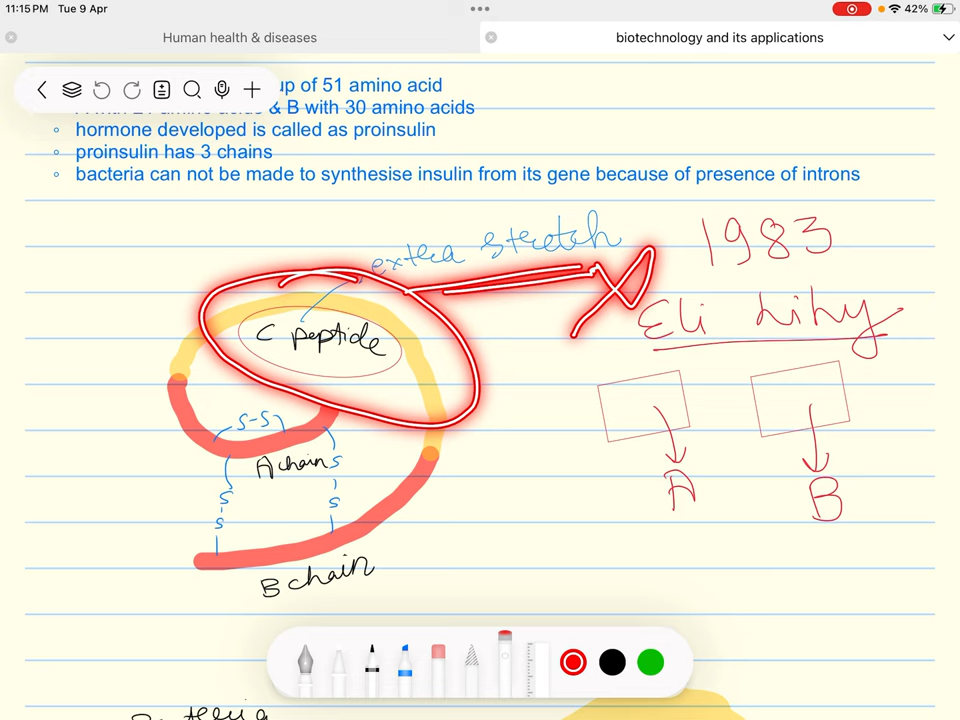 11:15 PM Tue 9 Apr
42%
Human health & diseases
biotechnology and its applications
up of 51 amino acid
& B with 30 amino acids
hormone developed is called as proinsulin
proinsulin has 3 chains
bacteria can not be made to synthesise insulin from its gene because of presence of introns
extra stretch
1983
Eli Lilly
C peptide
S-S
A chain
S
S
S
S
A
B
B chain